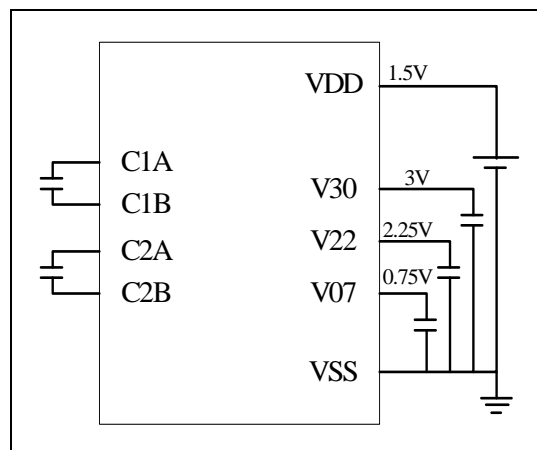 VDD 1.5V
C1A
C1B
V30 3V
C2A
V22 2.25V
C2B
V07 0.75V
VSS